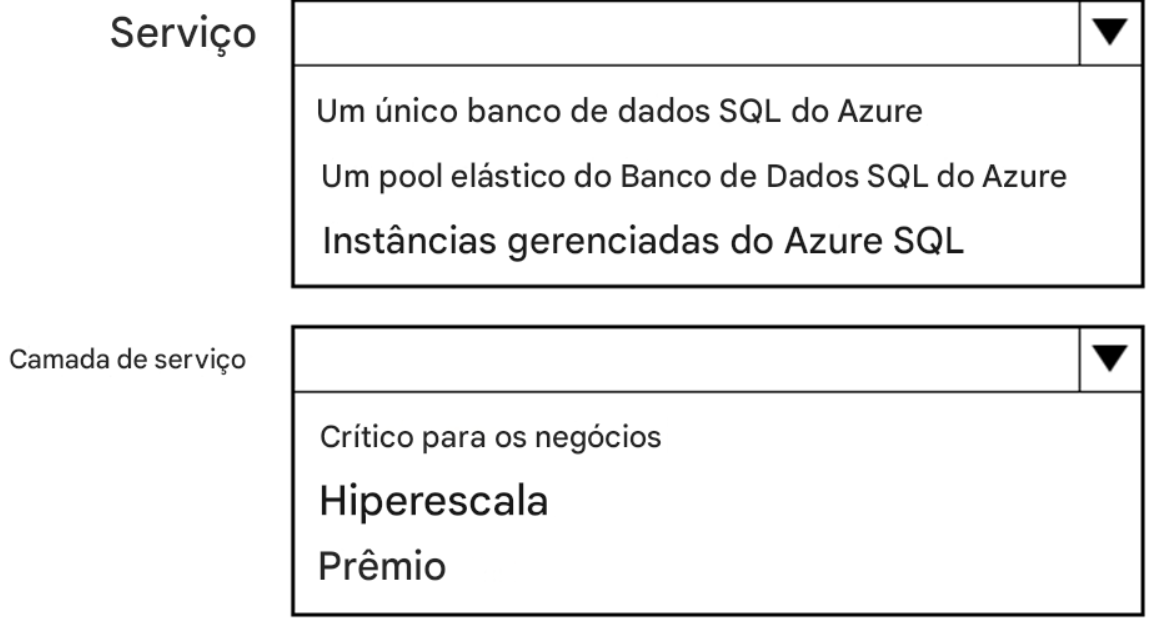 Serviço
Um único banco de dados SQL do Azure
Um pool elástico do Banco de Dados SQL do Azure
Instâncias gerenciadas do Azure SQL
Camada de serviço
Crítico para os negócios
Hiperescala
Prêmio